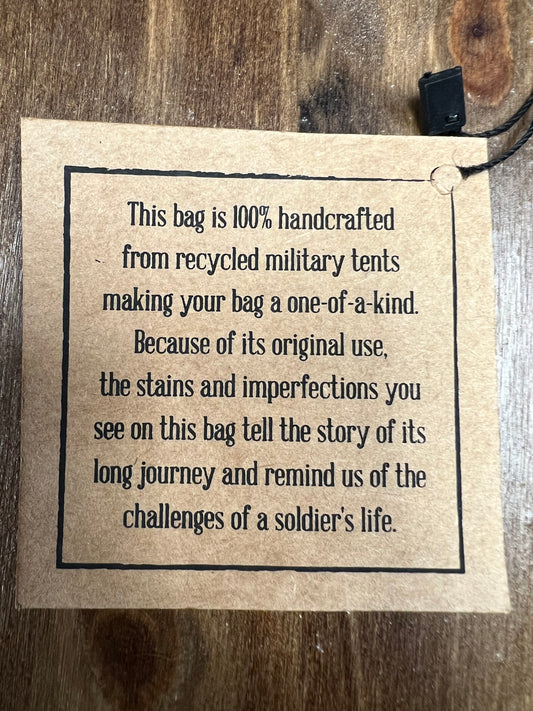 This bag is 100% handcrafted
from recycled military tents
making your bag a one-of-a-kind.
Because of its original use,
the stains and imperfections you
see on this bag tell the story of its
long journey and remind us of the
challenges of a soldier's life.